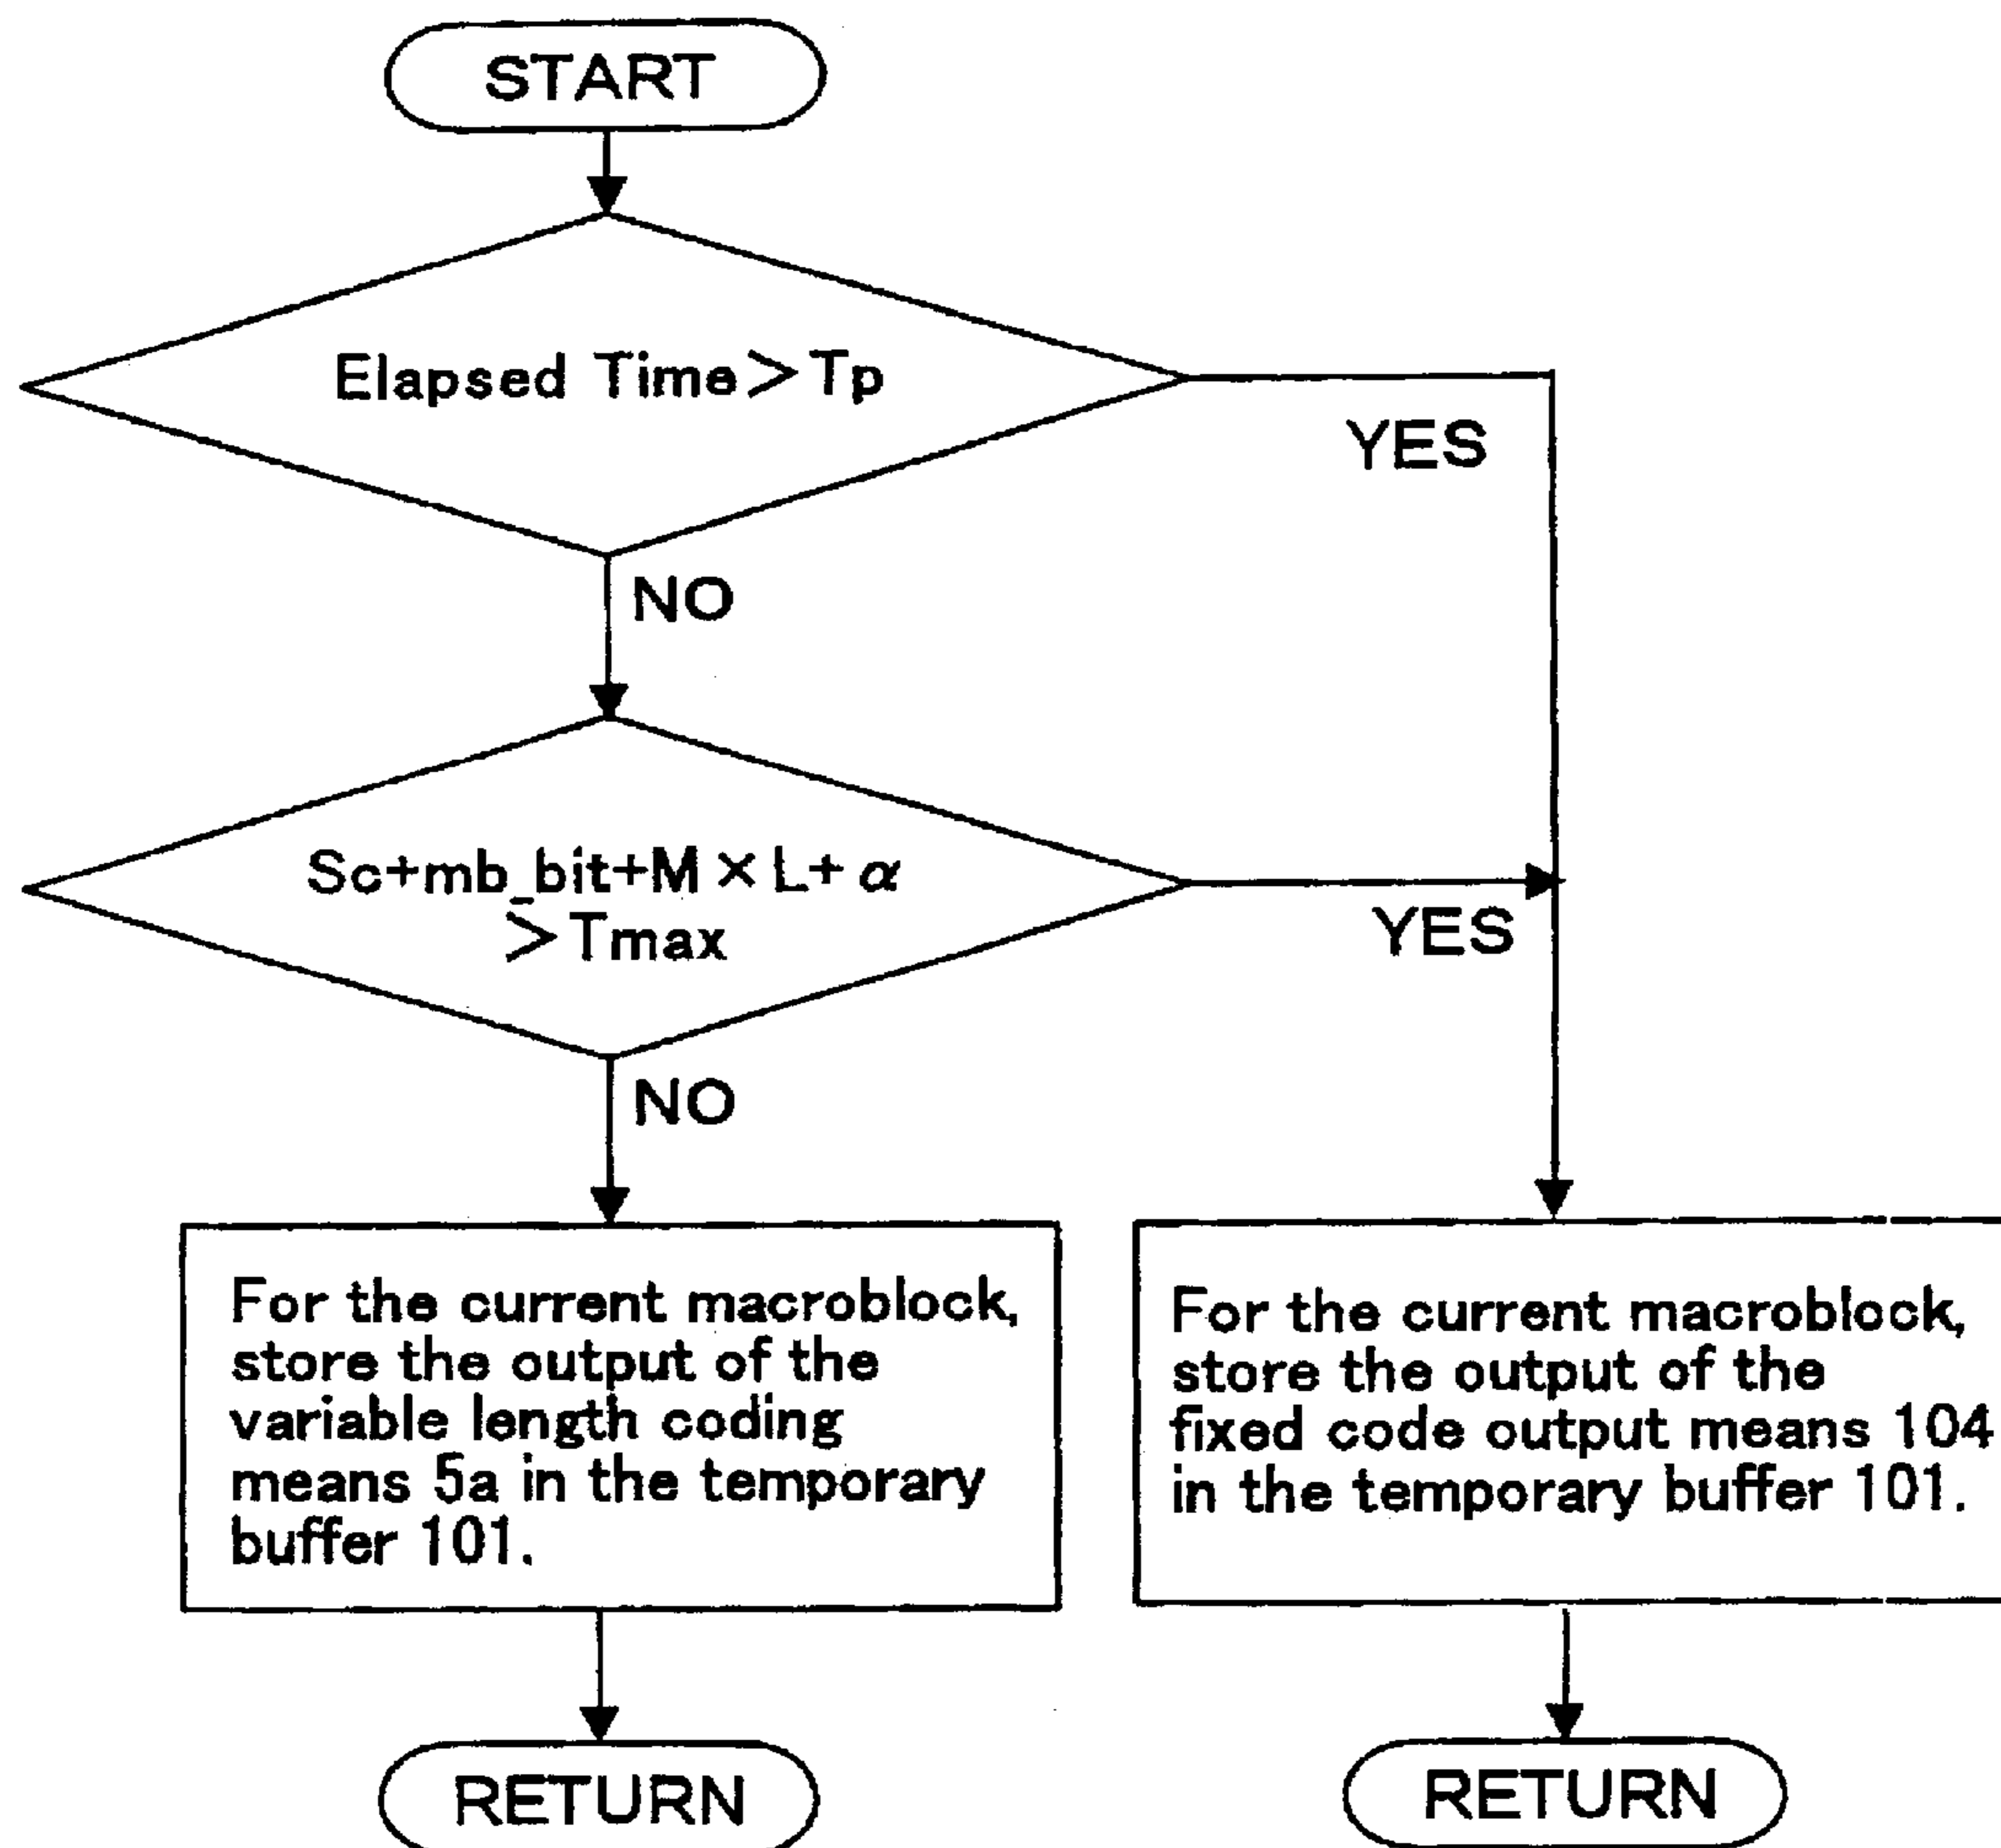 START
Elapsed Time>Tp
YES
NO
Sc+mb_bit+M×L+α
>Tmax
YES
NO
For the current macroblock,
store the output of the
variable length coding
means 5a in the temporary
buffer 101.
For the current macroblock,
store the output of the
fixed code output means 104
in the temporary buffer 101.
RETURN
RETURN